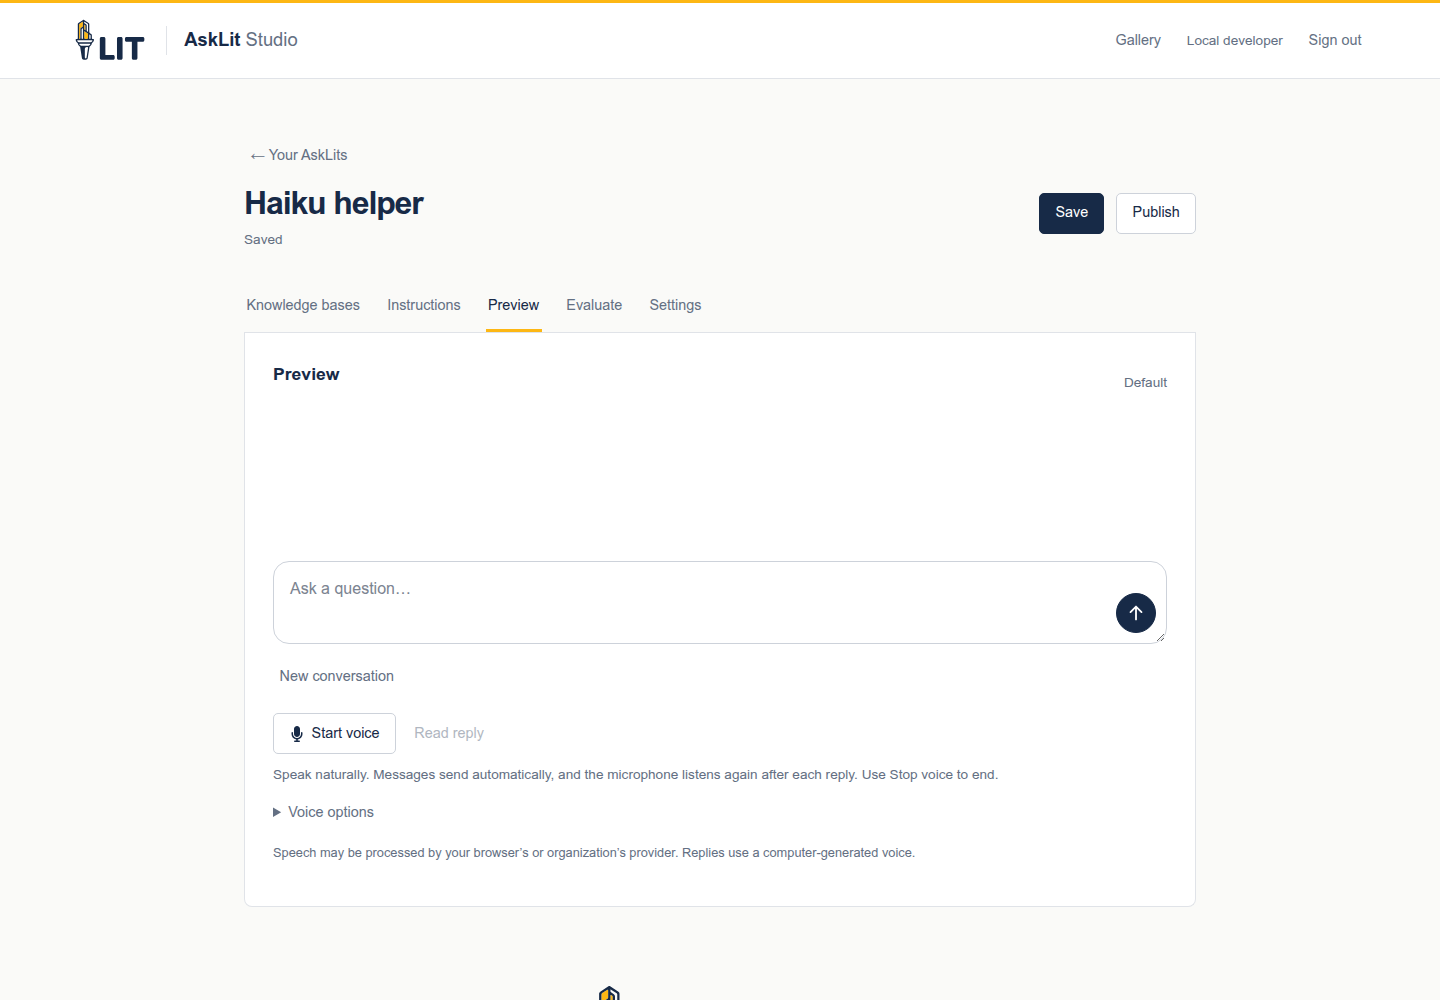 LIT
AskLit Studio
Gallery
Local developer
Sign out
← Your AskLits
Haiku helper
Saved
Save
Publish
Knowledge bases
Instructions
Preview
Evaluate
Settings
Preview
Default
Ask a question…
New conversation
Start voice
Read reply
Speak naturally. Messages send automatically, and the microphone listens again after each reply. Use Stop voice to end.
Voice options
Speech may be processed by your browser’s or organization’s provider. Replies use a computer-generated voice.